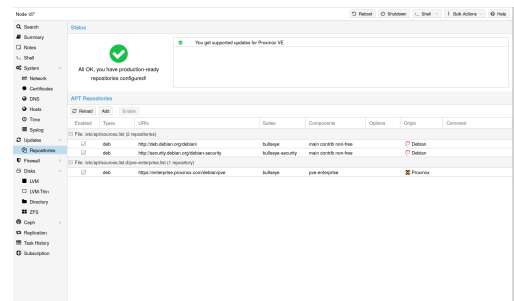 Node 'vi7'
Reboot Shutdown Shell Bulk Actions Help
Search
Summary
Notes
Shell
System
Network
Certificates
DNS
Hosts
Time
Syslog
Updates
Repositories
Firewall
Disks
LVM
LVM-Thin
Directory
ZFS
Ceph
Replication
Task History
Subscription
Status
All OK, you have production-ready
repositories configured!
You get supported updates for Proxmox VE
APT Repositories
Reload Add Enable
Enabled Types URIs Suites Components Options Origin Comment
File: /etc/apt/sources.list (2 repositories)
deb http://deb.debian.org/debian/ bullseye main contrib non-free Debian
deb http://security.debian.org/debian-security bullseye-security main contrib non-free Debian
File: /etc/apt/sources.list.d/pve-enterprise.list (1 repository)
deb https://enterprise.proxmox.com/debian/pve bullseye pve-enterprise Proxmox